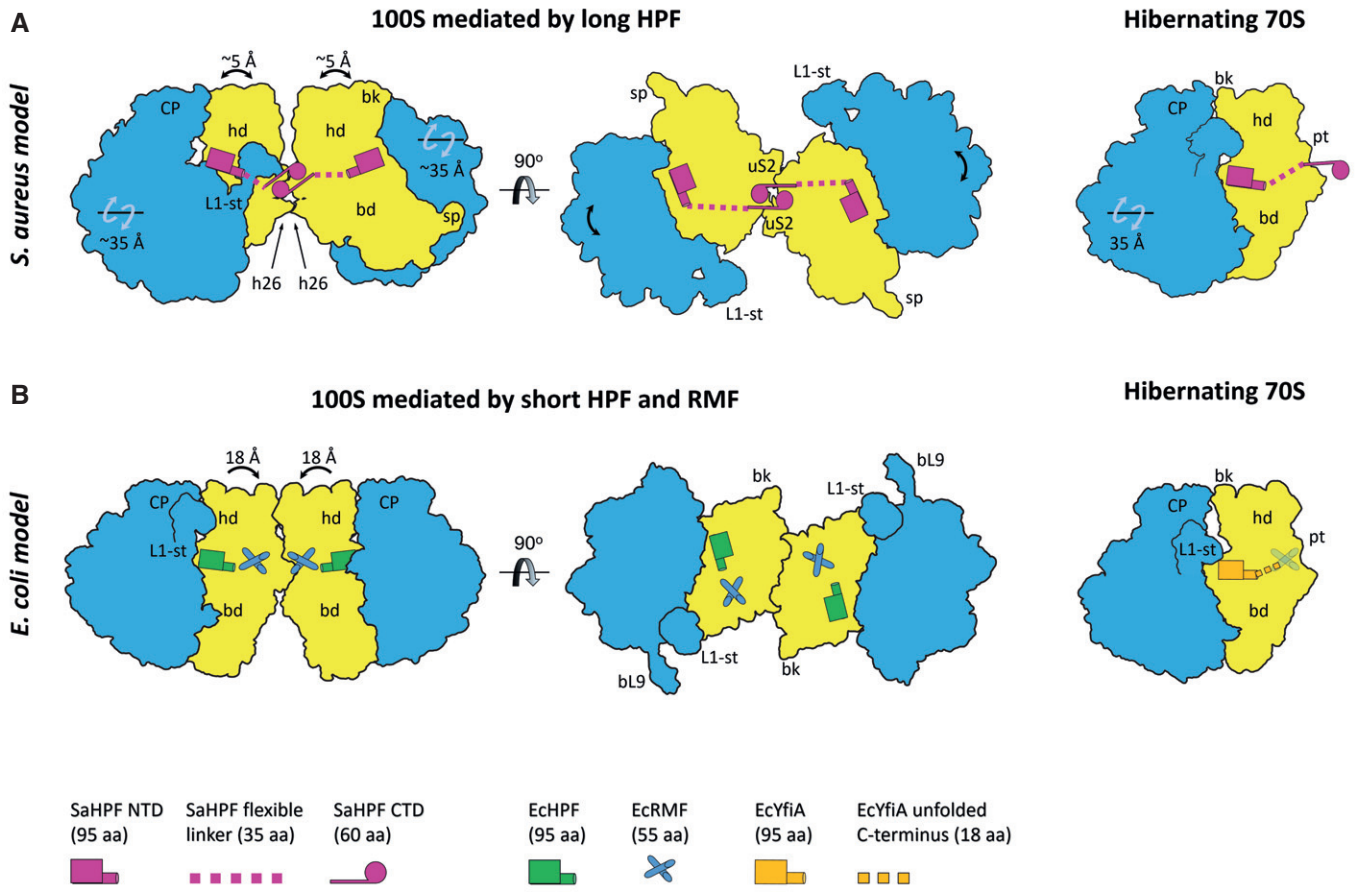 A
100S mediated by long HPF
Hibernating 70S
S. aureus model
~5 Å
~5 Å
CP
hd
hd
bk
~35 Å
L1-st
bd
sp
~35 Å
h26
h26
90º
L1-st
sp
uS2
uS2
sp
L1-st
bk
CP
hd
pt
bd
35 Å
B
100S mediated by short HPF and RMF
Hibernating 70S
E. coli model
18 Å
18 Å
CP
hd
hd
CP
L1-st
bd
bd
90º
bL9
bk
L1-st
L1-st
bk
bL9
bk
CP
hd
L1-st
pt
bd
SaHPF NTD
(95 aa)
SaHPF flexible
linker (35 aa)
SaHPF CTD
(60 aa)
EcHPF
(95 aa)
EcRMF
(55 aa)
EcYfiA
(95 aa)
EcYfiA unfolded
C-terminus (18 aa)